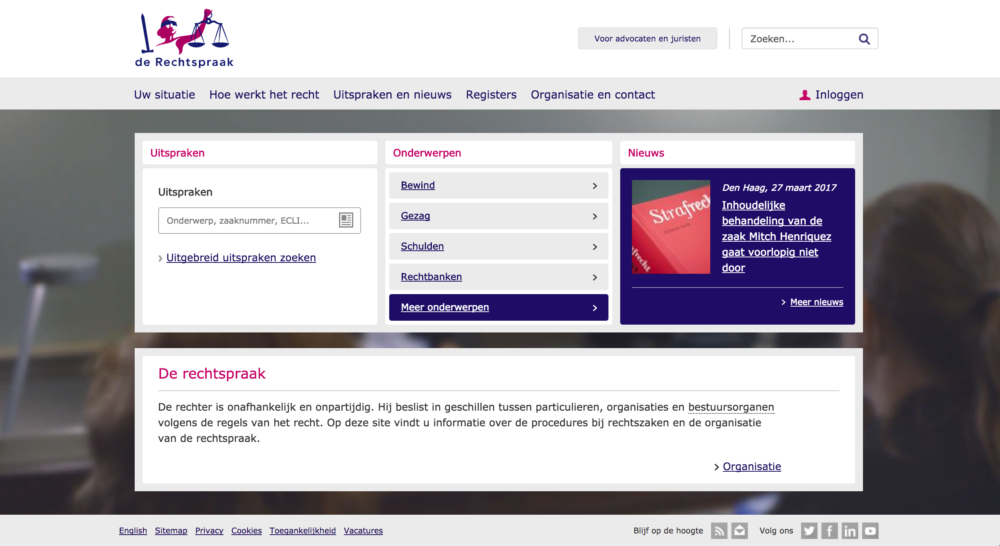 de Rechtspraak
Voor advocaten en juristen
Zoeken...
Uw situatie
Hoe werkt het recht
Uitspraken en nieuws
Registers
Organisatie en contact
Inloggen
Uitspraken
Uitspraken
Onderwerp, zaaknummer, ECLI...
Uitgebreid uitspraken zoeken
Onderwerpen
Bewind
Gezag
Schulden
Rechtbanken
Meer onderwerpen
Nieuws
Strafrech
frecht
Den Haag, 27 maart 2017
Inhoudelijke
behandeling van de
zaak Mitch Henriquez
gaat voorlopig niet
door
Meer nieuws
De rechtspraak
De rechter is onafhankelijk en onpartijdig. Hij beslist in geschillen tussen particulieren, organisaties en bestuursorganen
volgens de regels van het recht. Op deze site vindt u informatie over de procedures bij rechtszaken en de organisatie
van de rechtspraak.
Organisatie
English Sitemap Privacy Cookies Toegankelijkheid Vacatures
Blijf op de hoogte
Volg ons